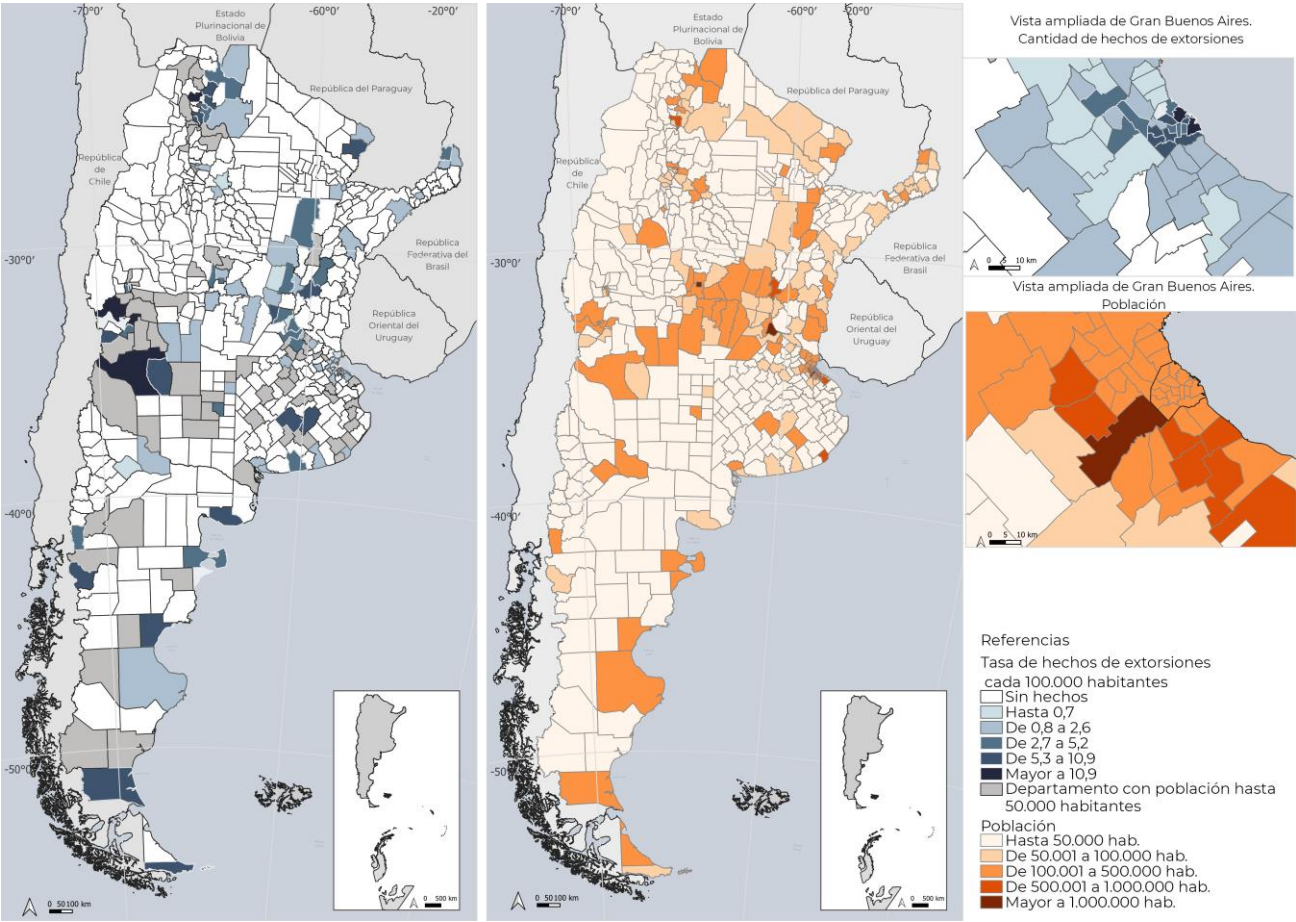 -70°0'
-60°0'
-20°0'
Estado
Plurinacional de
Bolivia
República del Paraguay
República
de
Chile
República
Federativa del
Brasil
República
Oriental del
Uruguay
-30°0'
-40°0'
-50°0'
0 50100 km
0 500 km
-70°0'
-60°0'
-20°0'
Estado
Plurinacional de
Bolivia
República del Paraguay
República
de
Chile
República
Federativa del
Brasil
República
Oriental del
Uruguay
-30°0'
-40°0'
0 50100 km
0 500 km
Vista ampliada de Gran Buenos Aires.
Cantidad de hechos de extorsiones
0 5 10 km
Vista ampliada de Gran Buenos Aires.
Población
0 5 10 km
Referencias
Tasa de hechos de extorsiones
cada 100.000 habitantes
Sin hechos
Hasta 0,7
De 0,8 a 2,6
De 2,7 a 5,2
De 5,3 a 10,9
Mayor a 10,9
Departamento con población hasta
50.000 habitantes
Población
Hasta 50.000 hab.
De 50.001 a 100.000 hab.
De 100.001 a 500.000 hab.
De 500.001 a 1.000.000 hab.
Mayor a 1.000.000 hab.